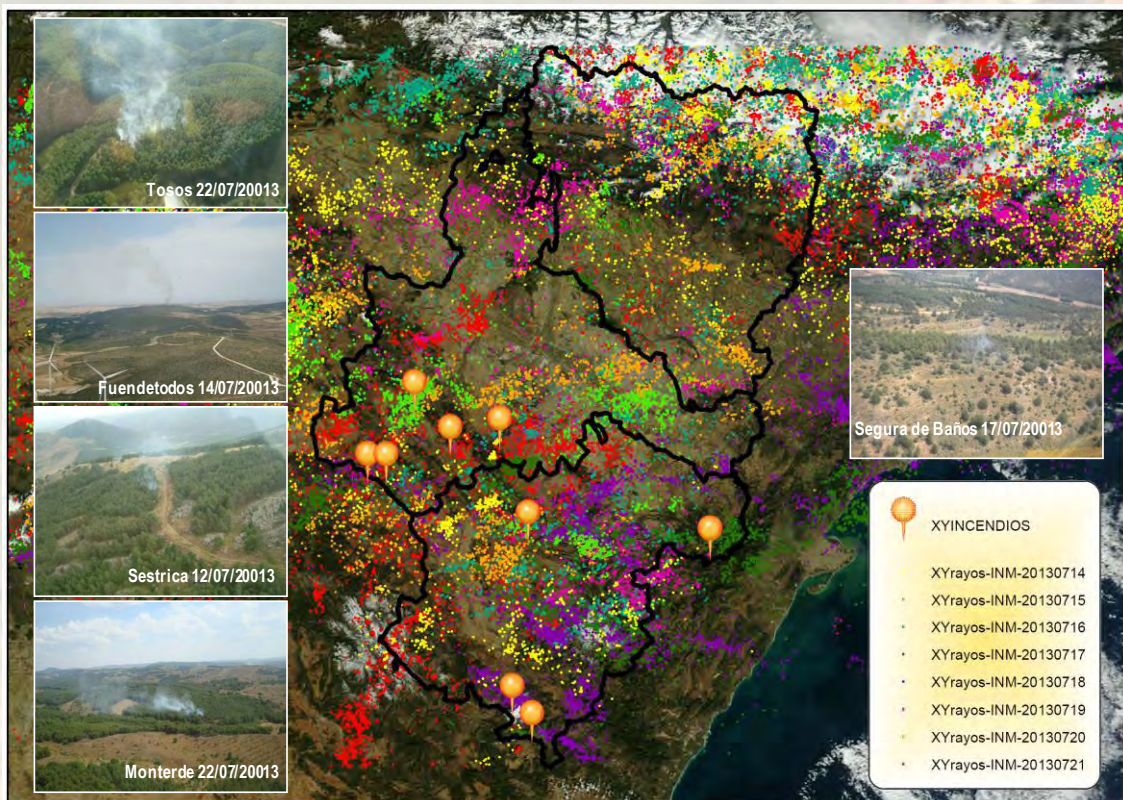 Tosos 22/07/20013
Fuendetodos 14/07/20013
Sestrica 12/07/20013
Monterde 22/07/20013
Segura de Baños 17/07/20013
XYINCENDIOS
XYrayos-INM-20130714
XYrayos-INM-20130715
XYrayos-INM-20130716
XYrayos-INM-20130717
XYrayos-INM-20130718
XYrayos-INM-20130719
XYrayos-INM-20130720
XYrayos-INM-20130721